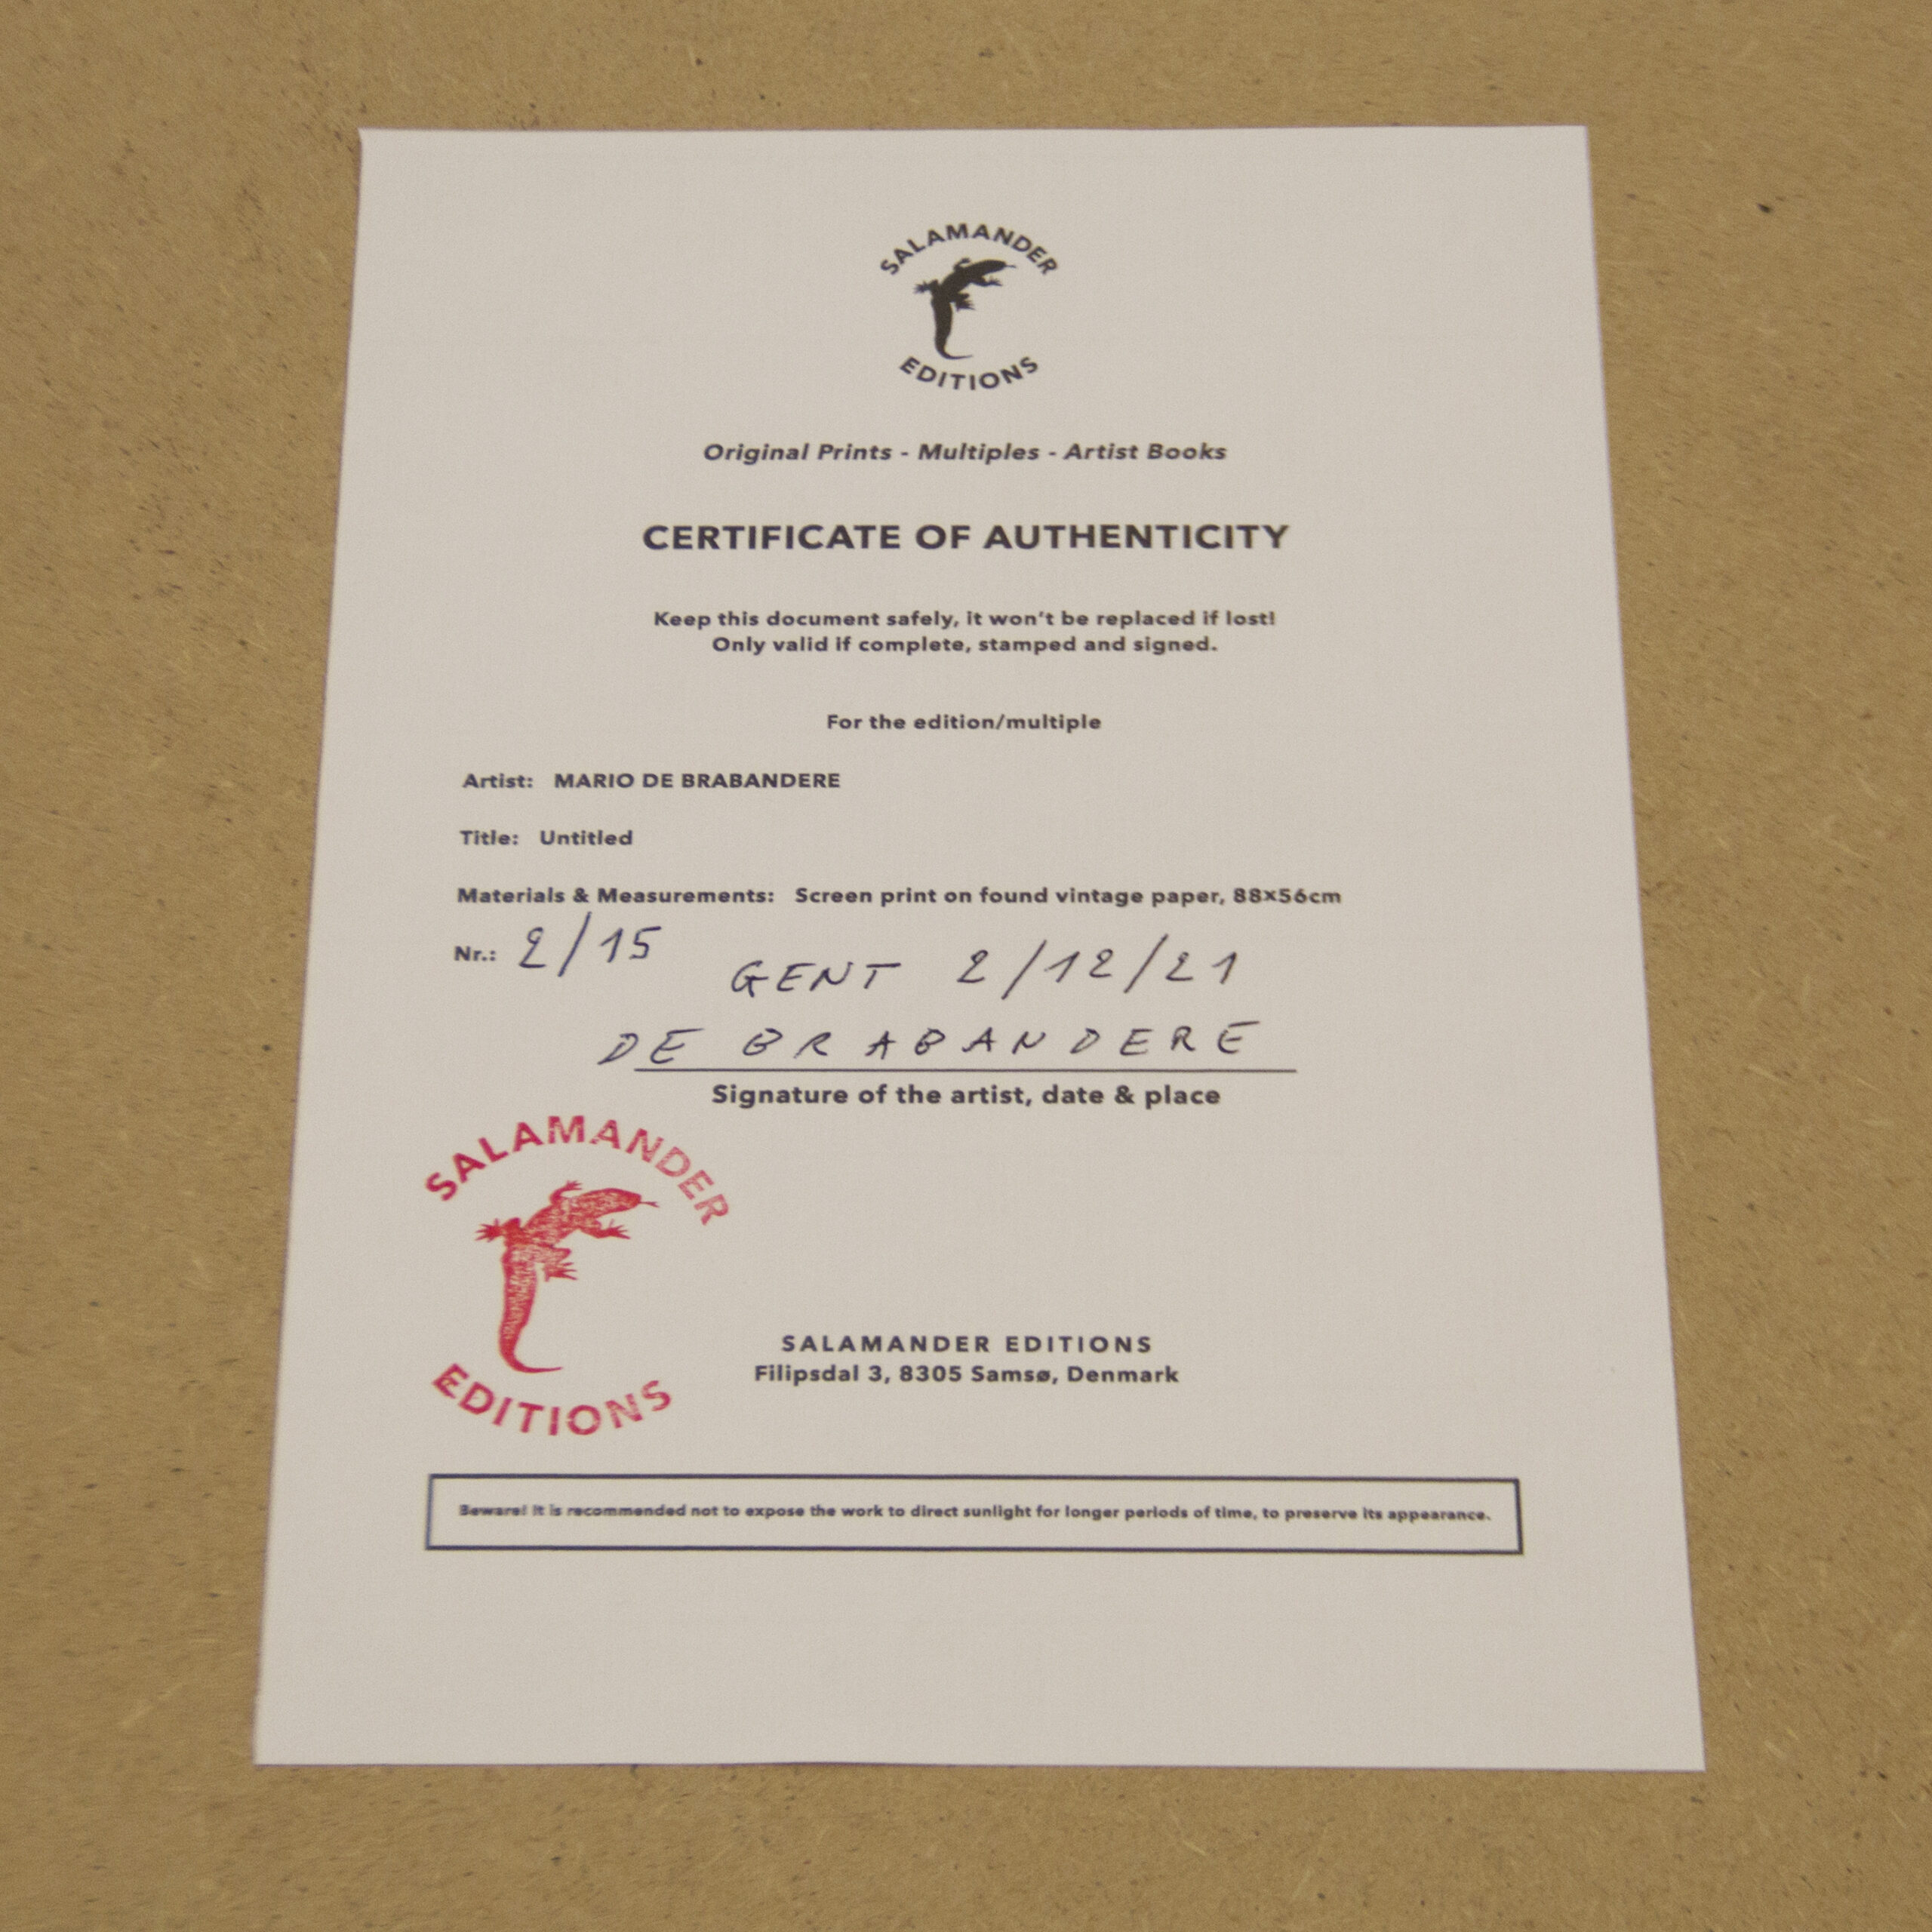 SALAMANDER
EDITIONS
Original Prints - Multiples - Artist Books
CERTIFICATE OF AUTHENTICITY
Keep this document safely, it won't be replaced if lost!
Only valid if complete, stamped and signed.
For the edition/multiple
Artist: MARIO DE BRABANDERE
Title: Untitled
Materials & Measurements: Screen print on found vintage paper, 88x56cm
Nr.: 2/15
GENT 2/12/21
DE BRABANDERE
Signature of the artist, date & place
SALAMANDER
EDITIONS
SALAMANDER EDITIONS
Filipsdal 3, 8305 Samsø, Denmark
Beware! It is recommended not to expose the work to direct sunlight for longer periods of time, to preserve its appearance.